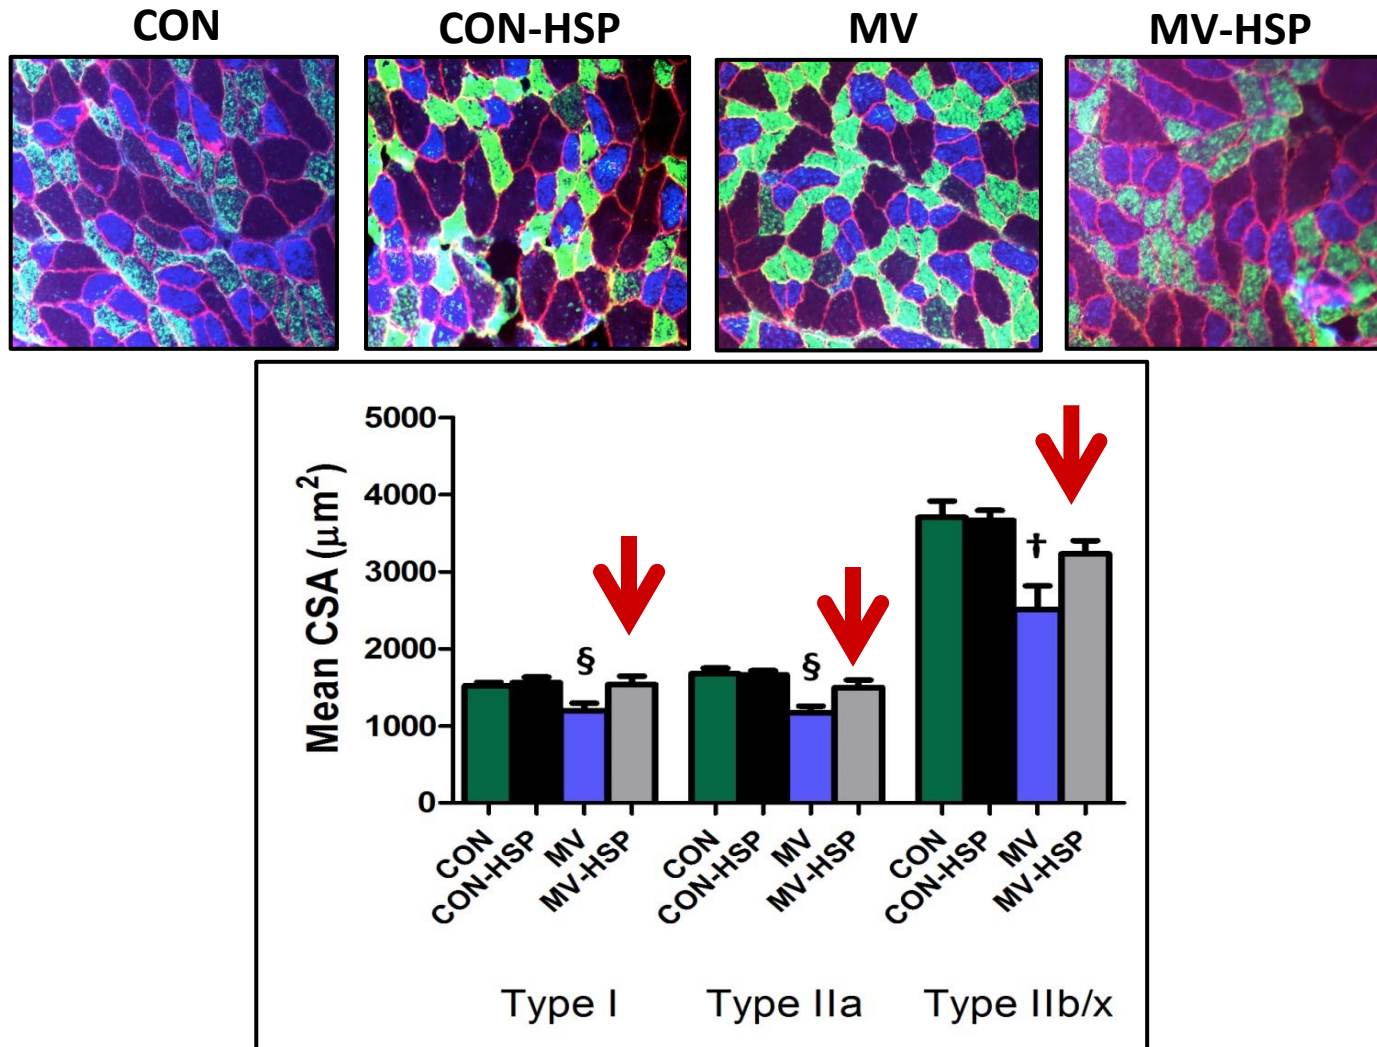 CON CON-HSP MV MV-HSP
Mean CSA (μm²)
5000
4000
3000
2000
1000
0
§ § †
CON CON-HSP MV MV-HSP CON CON-HSP MV MV-HSP CON CON-HSP MV MV-HSP
Type I Type IIa Type IIb/x